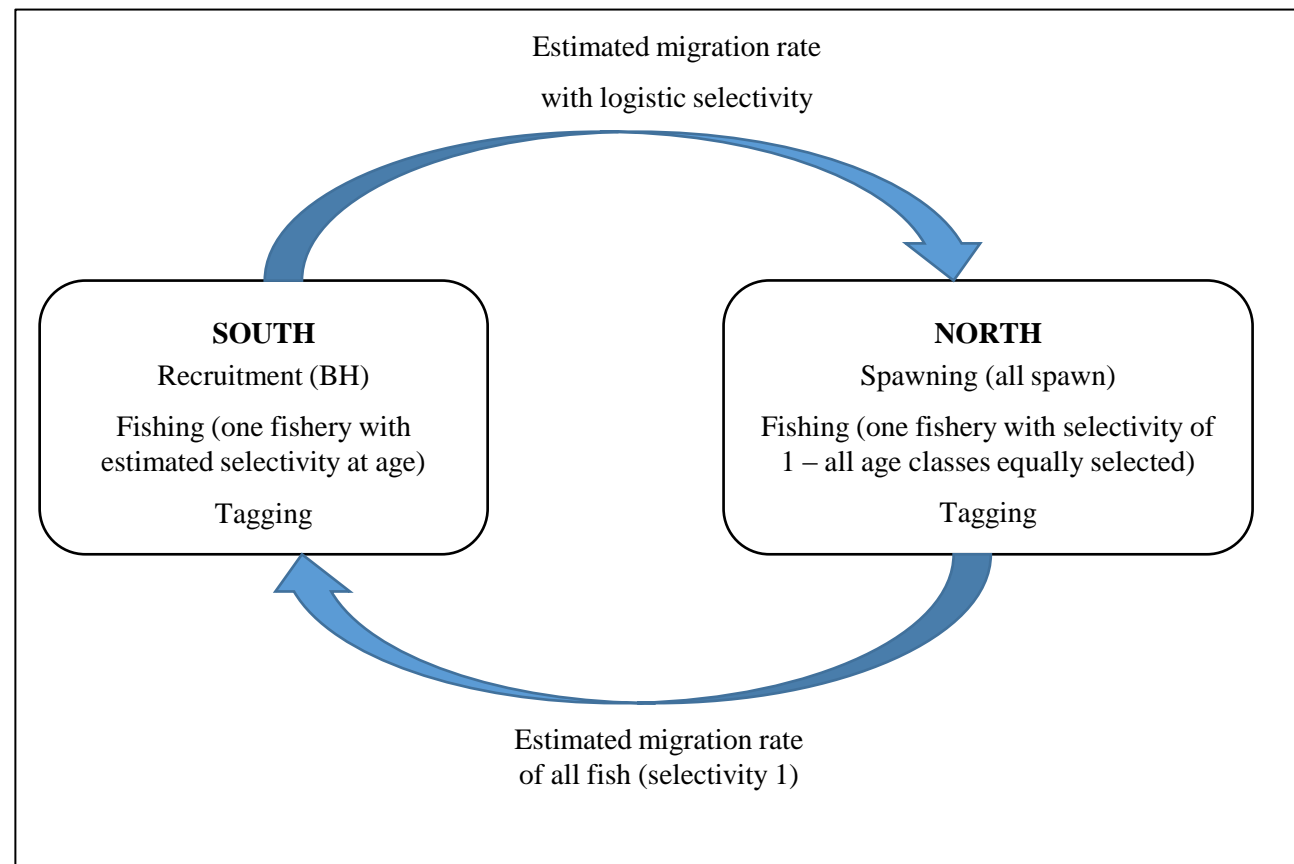 Estimated migration rate
with logistic selectivity
SOUTH
Recruitment (BH)
Fishing (one fishery with
estimated selectivity at age)
Tagging
NORTH
Spawning (all spawn)
Fishing (one fishery with selectivity of
1 – all age classes equally selected)
Tagging
Estimated migration rate
of all fish (selectivity 1)